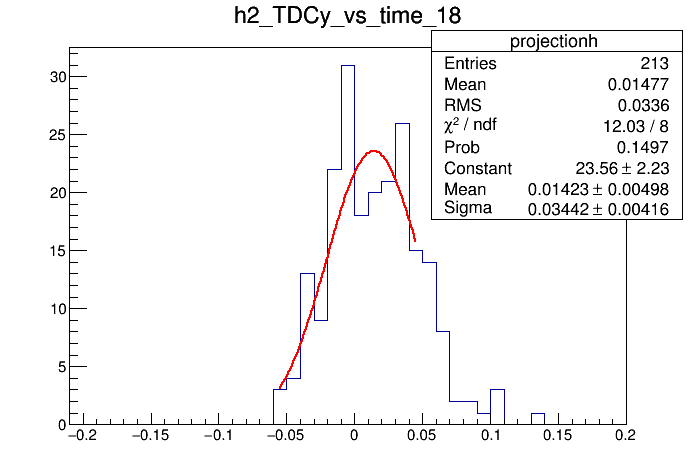 h2_TDCy_vs_time_18
projectionh
Entries 213
Mean 0.01477
RMS 0.0336
χ² / ndf 12.03 / 8
Prob 0.1497
Constant 23.56 ± 2.23
Mean 0.01423 ± 0.00498
Sigma 0.03442 ± 0.00416
30
25
20
15
10
5
0
−0.2 −0.15 −0.1 −0.05 0 0.05 0.1 0.15 0.2